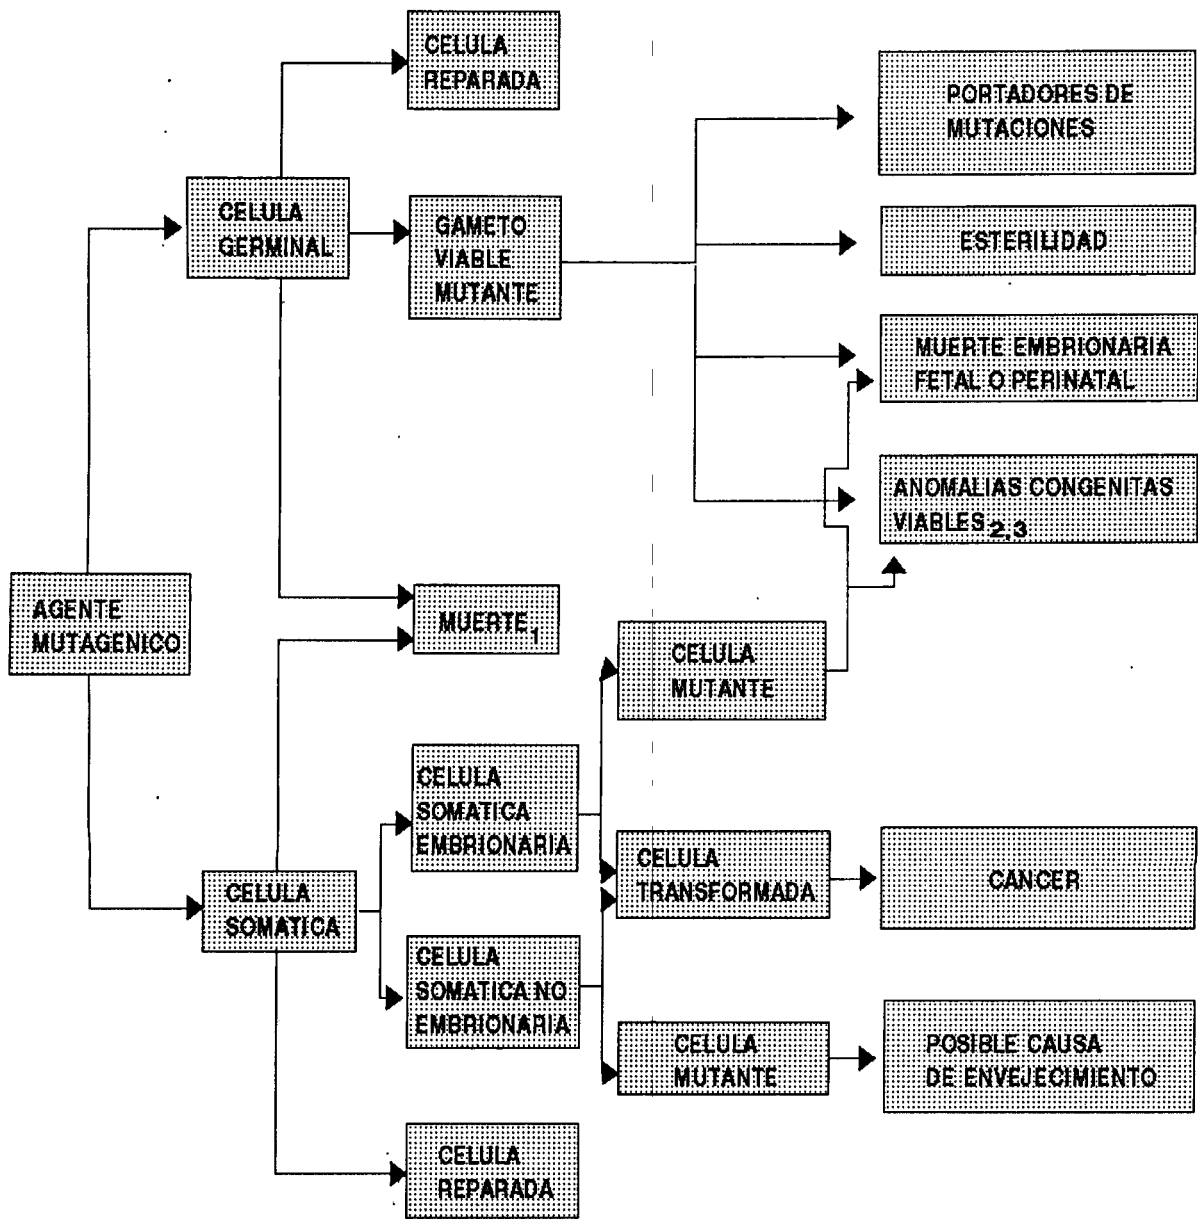 CELULA
REPARADA
PORTADORES DE
MUTACIONES
CELULA
GERMINAL
GAMETO
VIABLE
MUTANTE
ESTERILIDAD
MUERTE EMBRIONARIA
FETAL O PERINATAL
ANOMALIAS CONGENITAS
VIABLES 2,3
AGENTE
MUTAGENICO
MUERTE 1
CELULA
MUTANTE
CELULA
SOMATICA
EMBRIONARIA
CELULA
TRANSFORMADA
CANCER
CELULA
SOMATICA
CELULA
SOMATICA NO
EMBRIONARIA
CELULA
MUTANTE
POSIBLE CAUSA
DE ENVEJECIMIENTO
CELULA
REPARADA